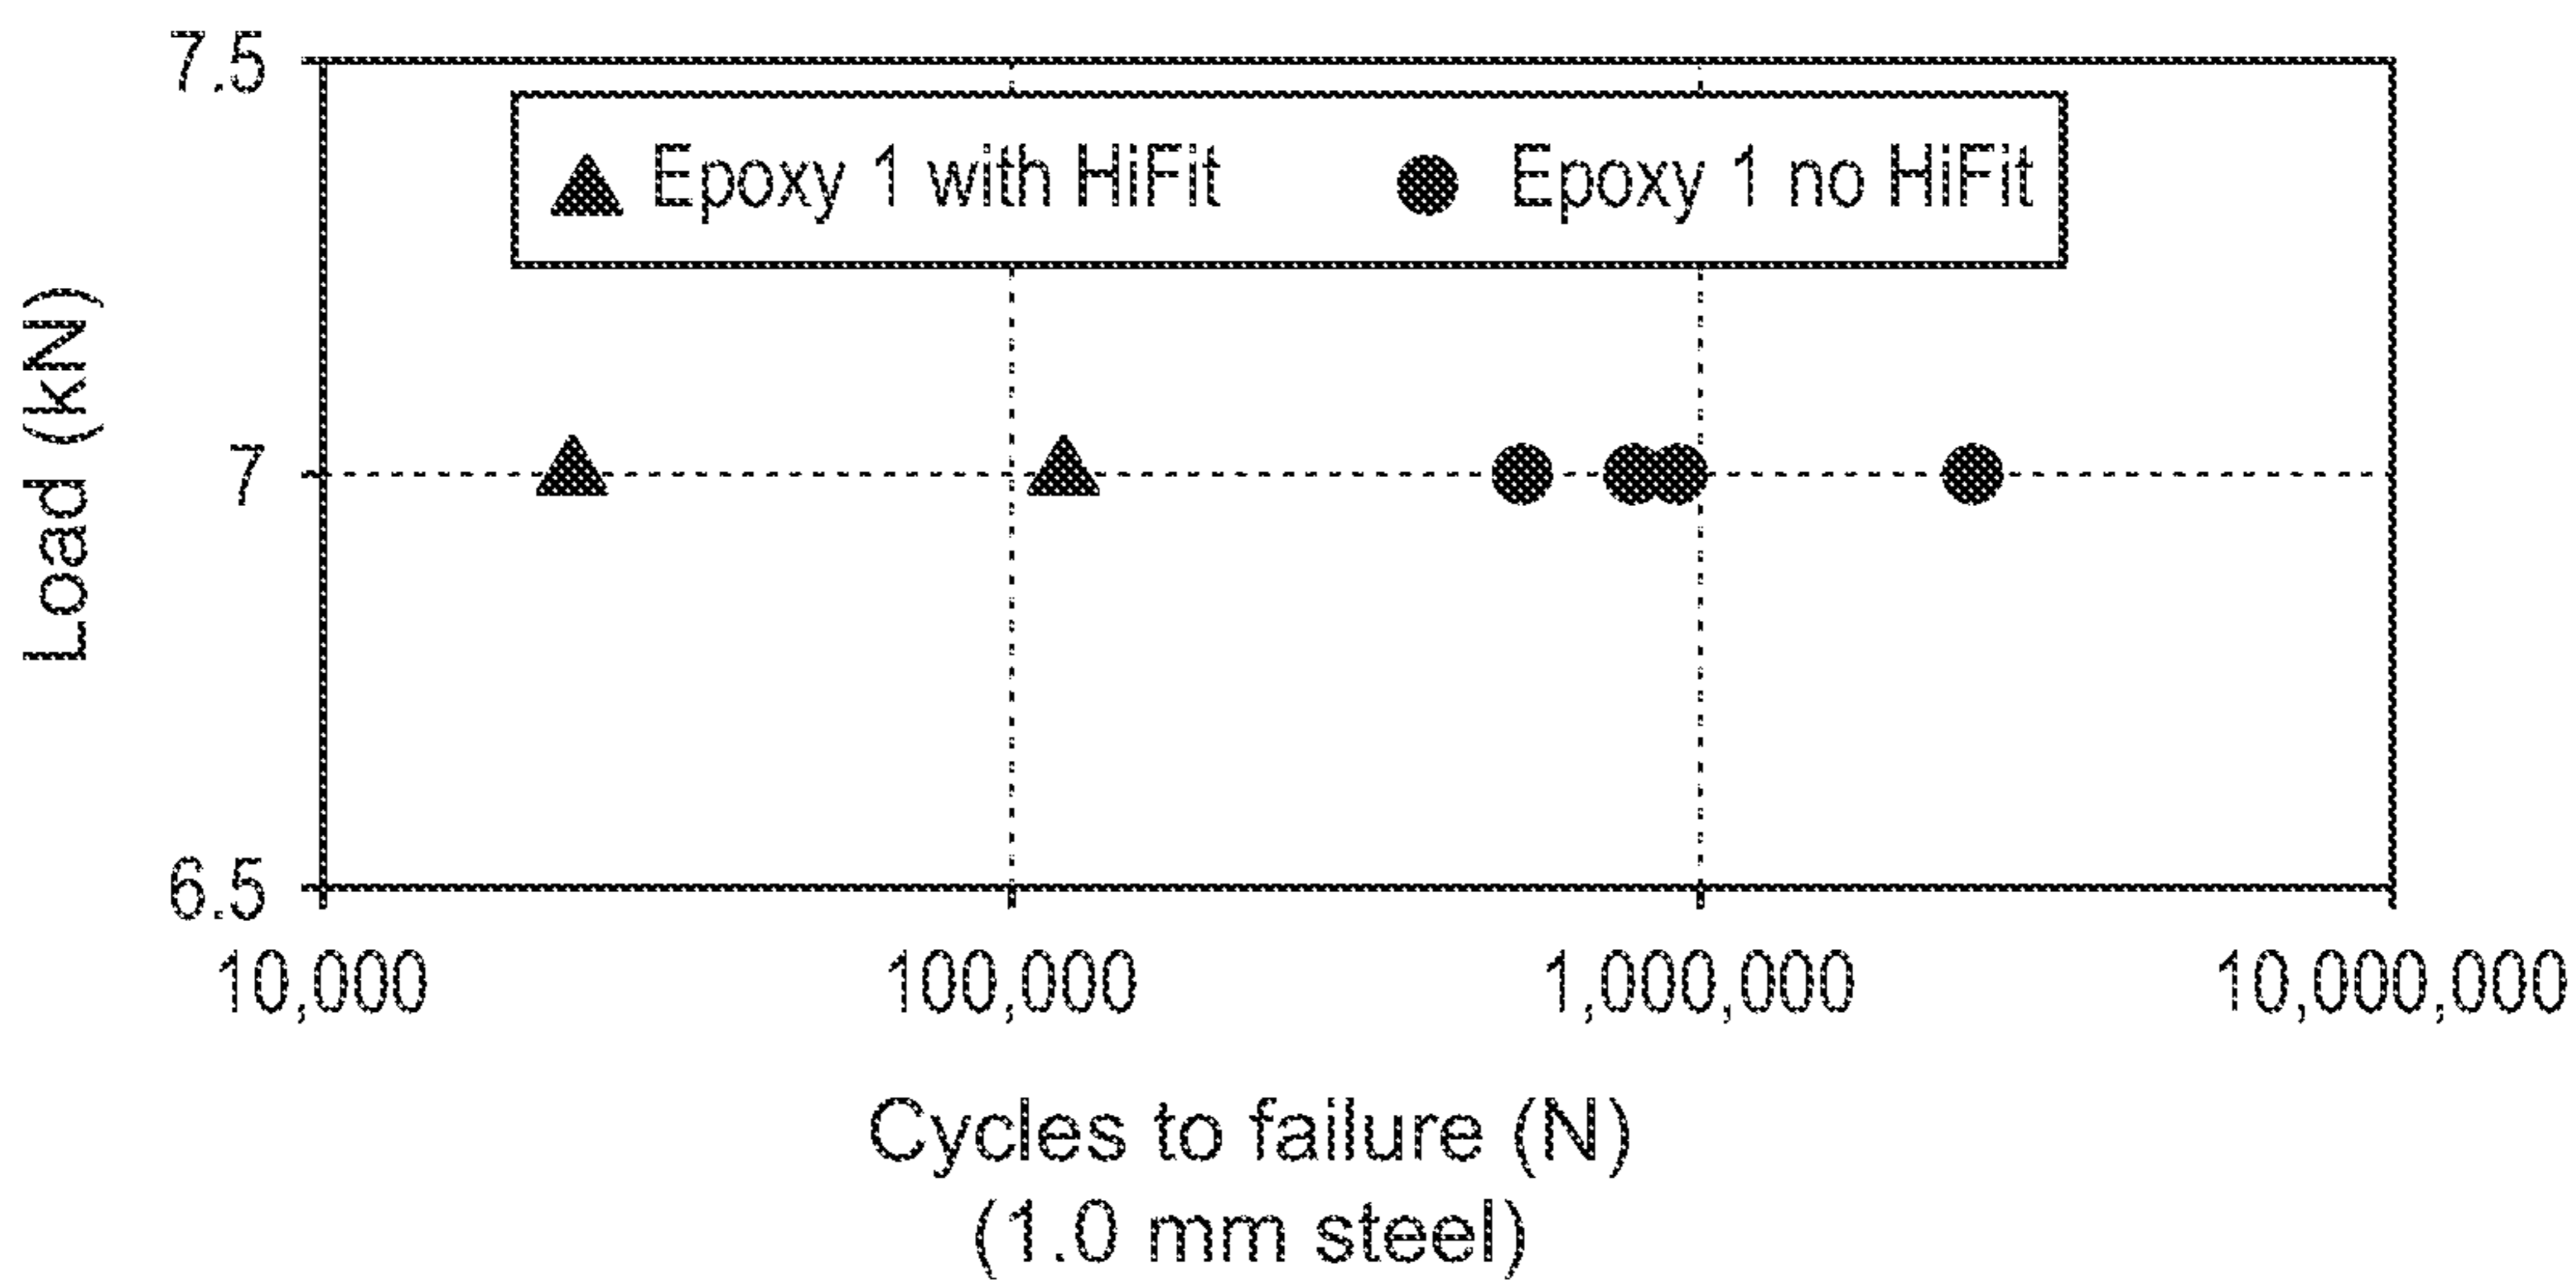 7.5
Epoxy 1 with HiFit
Epoxy 1 no HiFit
Load (kN)
7
6.5
10,000
100,000
1,000,000
10,000,000
Cycles to failure (N)
(1.0 mm steel)